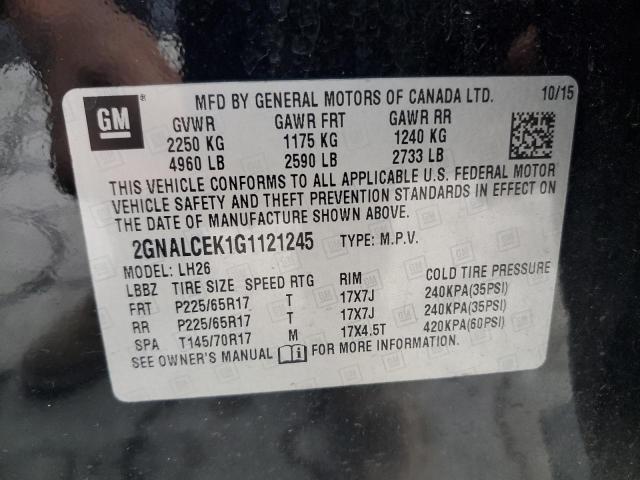 GM
MFD BY GENERAL MOTORS OF CANADA LTD. 10/15
GVWR GAWR FRT GAWR RR
2250 KG 1175 KG 1240 KG
4960 LB 2590 LB 2733 LB
THIS VEHICLE CONFORMS TO ALL APPLICABLE U.S. FEDERAL MOTOR
VEHICLE SAFETY AND THEFT PREVENTION STANDARDS IN EFFECT ON
THE DATE OF MANUFACTURE SHOWN ABOVE.
2GNALCEK1G1121245 TYPE: M.P.V.
MODEL: LH26
LBBZ TIRE SIZE SPEED RTG RIM COLD TIRE PRESSURE
FRT P225/65R17 T 17X7J 240KPA(35PSI)
RR P225/65R17 T 17X7J 240KPA(35PSI)
SPA T145/70R17 M 17X4.5T 420KPA(60PSI)
SEE OWNER'S MANUAL FOR MORE INFORMATION.